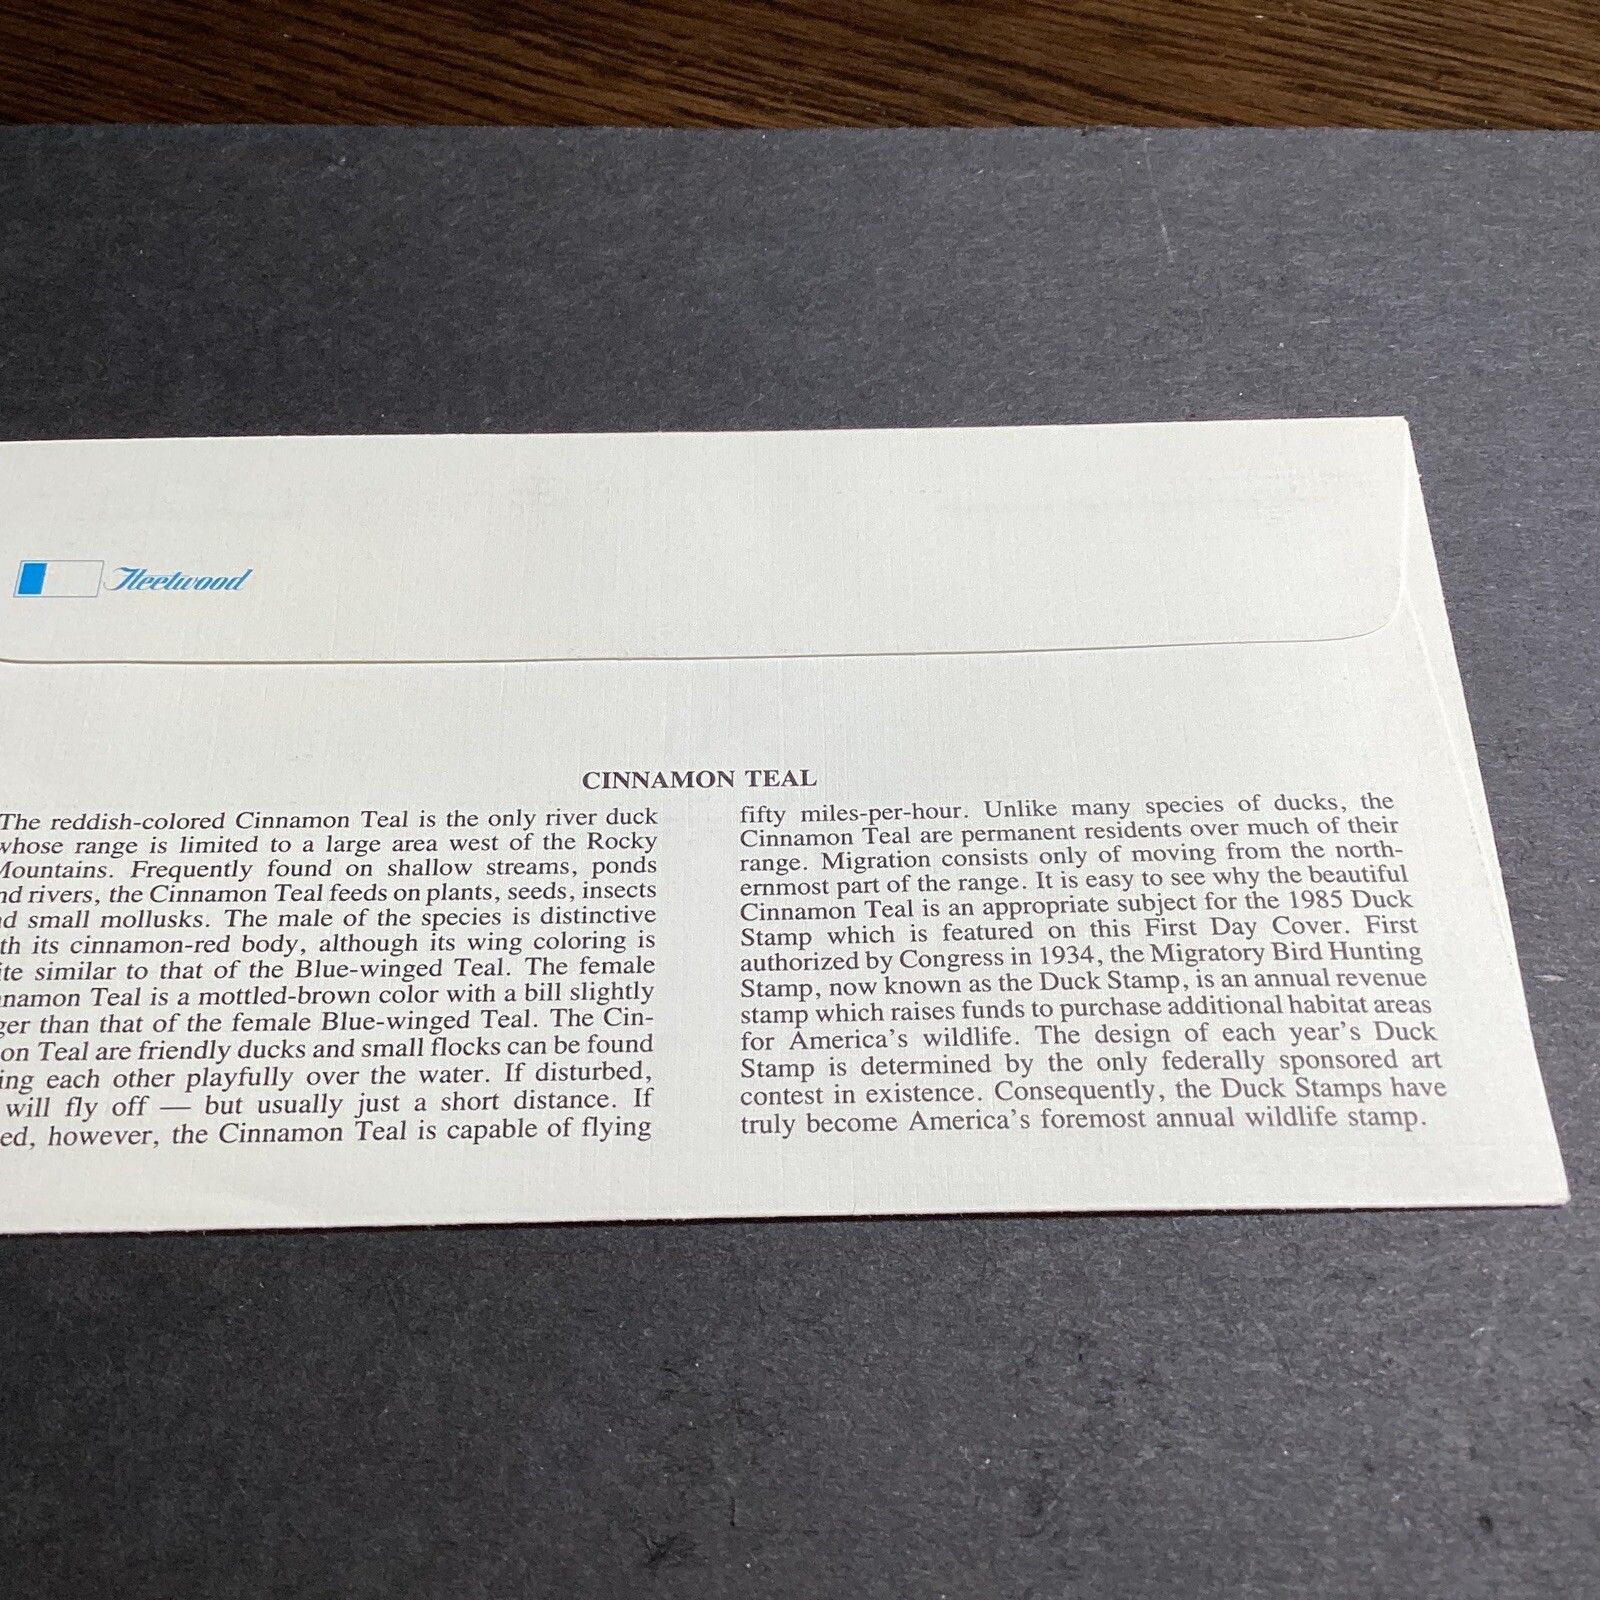 Fleetwood
CINNAMON TEAL
The reddish-colored Cinnamon Teal is the only river duck
whose range is limited to a large area west of the Rocky
Mountains. Frequently found on shallow streams, ponds
nd rivers, the Cinnamon Teal feeds on plants, seeds, insects
d small mollusks. The male of the species is distinctive
th its cinnamon-red body, although its wing coloring is
ite similar to that of the Blue-winged Teal. The female
nnamon Teal is a mottled-brown color with a bill slightly
ger than that of the female Blue-winged Teal. The Cin-
on Teal are friendly ducks and small flocks can be found
ing each other playfully over the water. If disturbed,
will fly off — but usually just a short distance. If
ed, however, the Cinnamon Teal is capable of flying
fifty miles-per-hour. Unlike many species of ducks, the
Cinnamon Teal are permanent residents over much of their
range. Migration consists only of moving from the north-
ernmost part of the range. It is easy to see why the beautiful
Cinnamon Teal is an appropriate subject for the 1985 Duck
Stamp which is featured on this First Day Cover. First
authorized by Congress in 1934, the Migratory Bird Hunting
Stamp, now known as the Duck Stamp, is an annual revenue
stamp which raises funds to purchase additional habitat areas
for America's wildlife. The design of each year's Duck
Stamp is determined by the only federally sponsored art
contest in existence. Consequently, the Duck Stamps have
truly become America's foremost annual wildlife stamp.